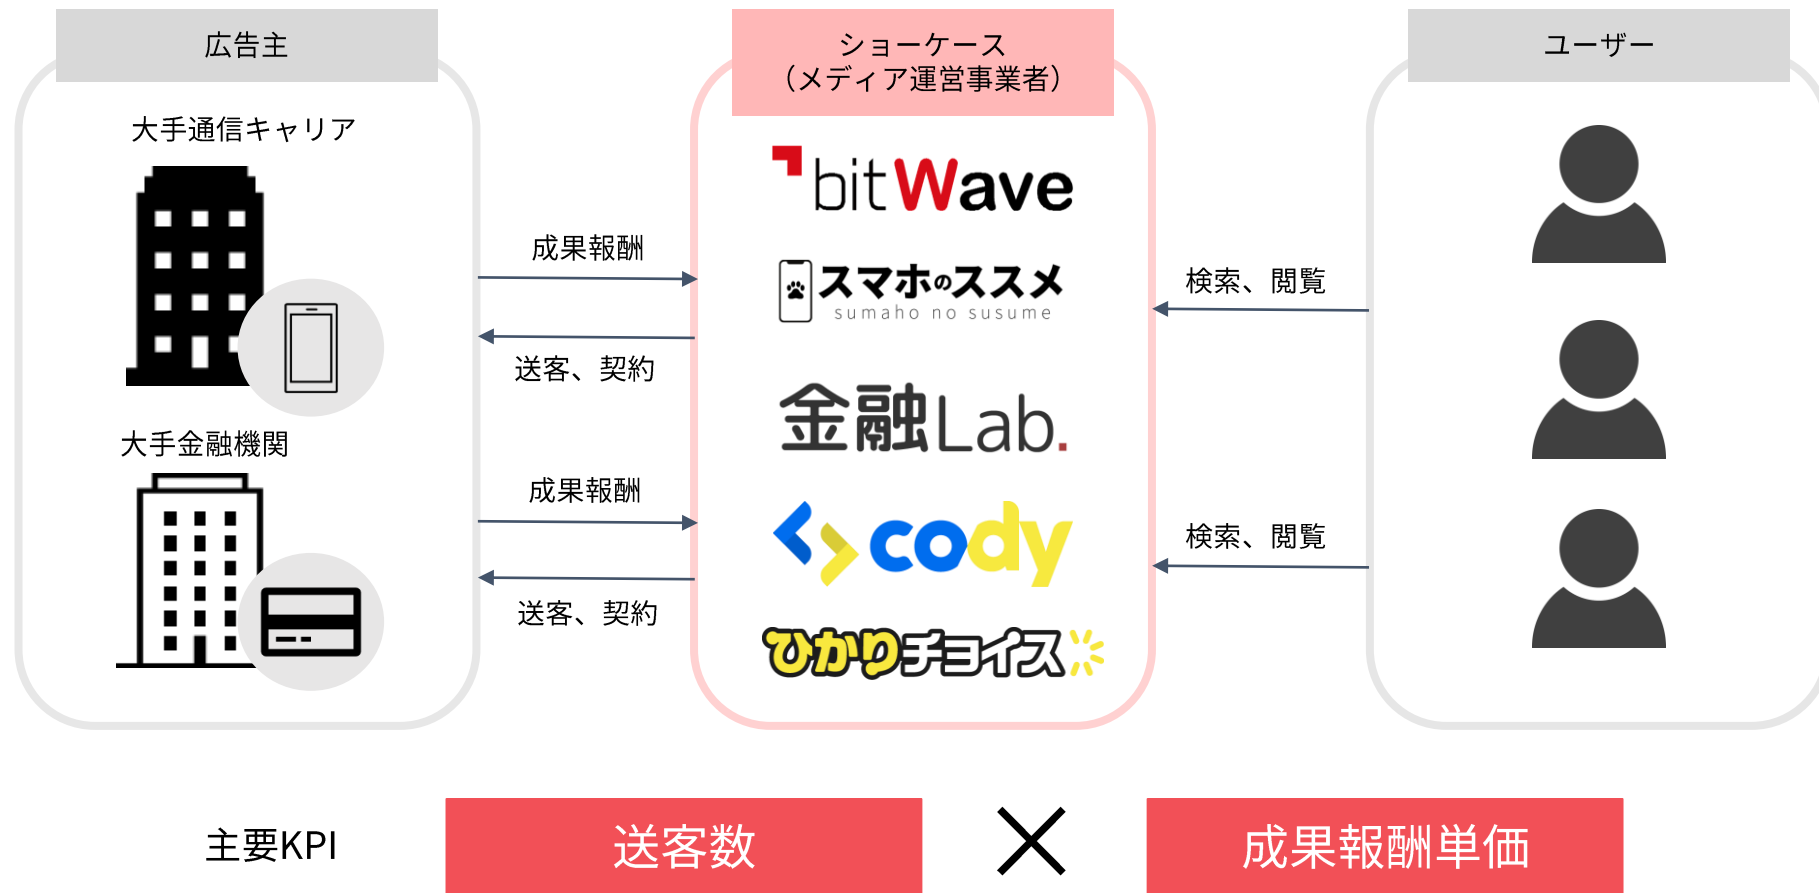 広告主
大手通信キャリア
大手金融機関
成果報酬
送客、契約
成果報酬
送客、契約
ショーケース
（メディア運営事業者）
bitWave
スマホのススメ
sumaho no susume
金融Lab.
cody
ひかりチョイス
検索、閲覧
検索、閲覧
ユーザー
主要KPI
送客数
×
成果報酬単価